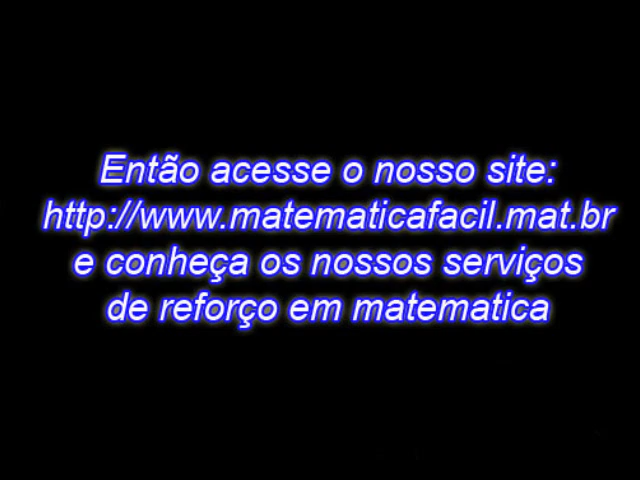 Então acesse o nosso site:
http://www.matematicafacil.mat.br
e conheça os nossos serviços
de reforço em matematica